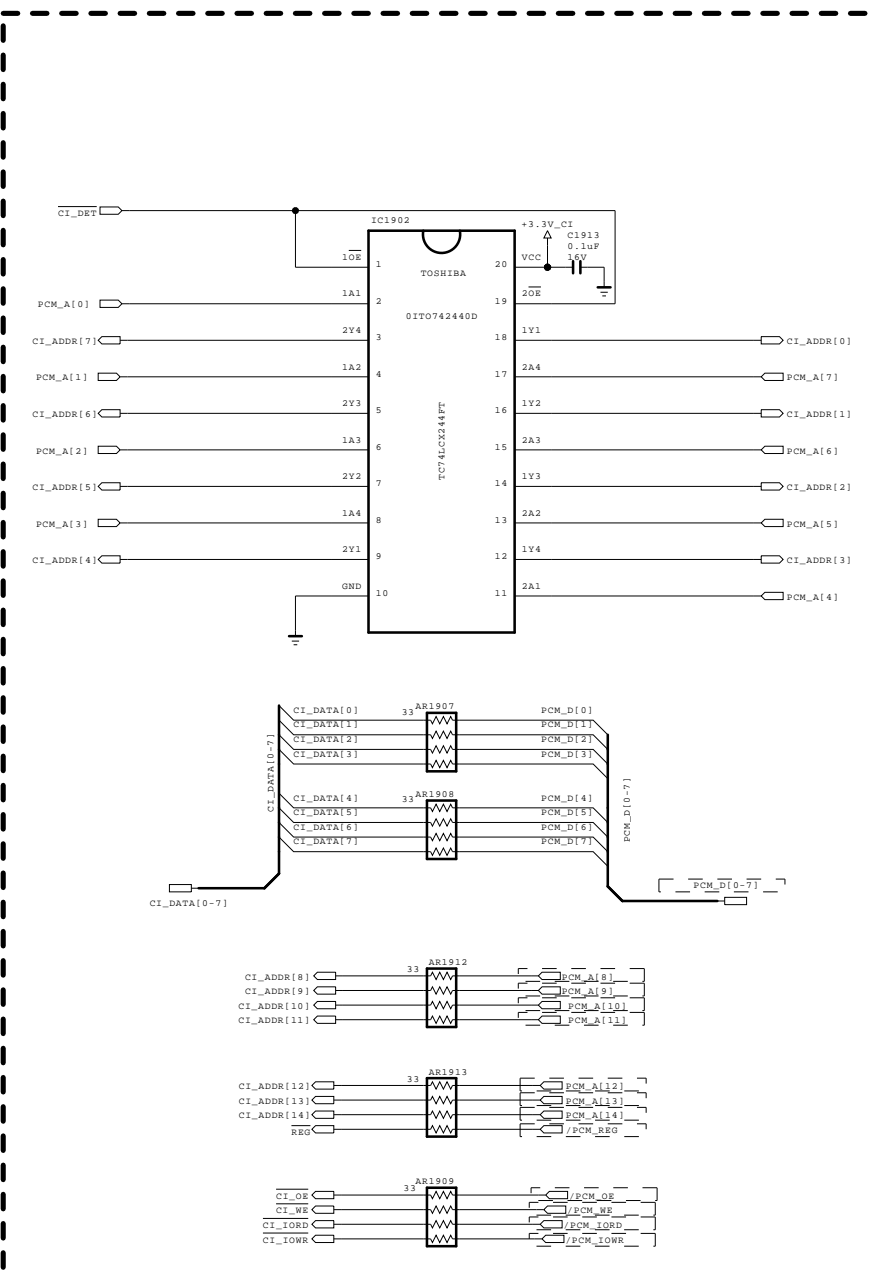 CI_DET
IC1902
+3.3V_CI
C1913
0.1uF
16V
1OE
1
TOSHIBA
20
VCC
PCM_A[0]
1A1
2
0ITO742440D
19
2OE
CI_ADDR[7]
2Y4
3
18
1Y1
CI_ADDR[0]
PCM_A[1]
1A2
4
17
2A4
PCM_A[7]
CI_ADDR[6]
2Y3
5
TC74LCX244FT
16
1Y2
CI_ADDR[1]
PCM_A[2]
1A3
6
15
2A3
PCM_A[6]
CI_ADDR[5]
2Y2
7
14
1Y3
CI_ADDR[2]
PCM_A[3]
1A4
8
13
2A2
PCM_A[5]
CI_ADDR[4]
2Y1
9
12
1Y4
CI_ADDR[3]
GND
10
11
2A1
PCM_A[4]
33 AR1907
CI_DATA[0] PCM_D[0]
CI_DATA[1] PCM_D[1]
CI_DATA[2] PCM_D[2]
CI_DATA[3] PCM_D[3]
CI_DATA[0-7]
PCM_D[0-7]
33 AR1908
CI_DATA[4] PCM_D[4]
CI_DATA[5] PCM_D[5]
CI_DATA[6] PCM_D[6]
CI_DATA[7] PCM_D[7]
CI_DATA[0-7]
PCM_D[0-7]
33 AR1912
CI_ADDR[8] PCM_A[8]
CI_ADDR[9] PCM_A[9]
CI_ADDR[10] PCM_A[10]
CI_ADDR[11] PCM_A[11]
33 AR1913
CI_ADDR[12] PCM_A[12]
CI_ADDR[13] PCM_A[13]
CI_ADDR[14] PCM_A[14]
REG /PCM_REG
33 AR1909
CI_OE /PCM_OE
CI_WE /PCM_WE
CI_IORD /PCM_IORD
CI_IOWR /PCM_IOWR